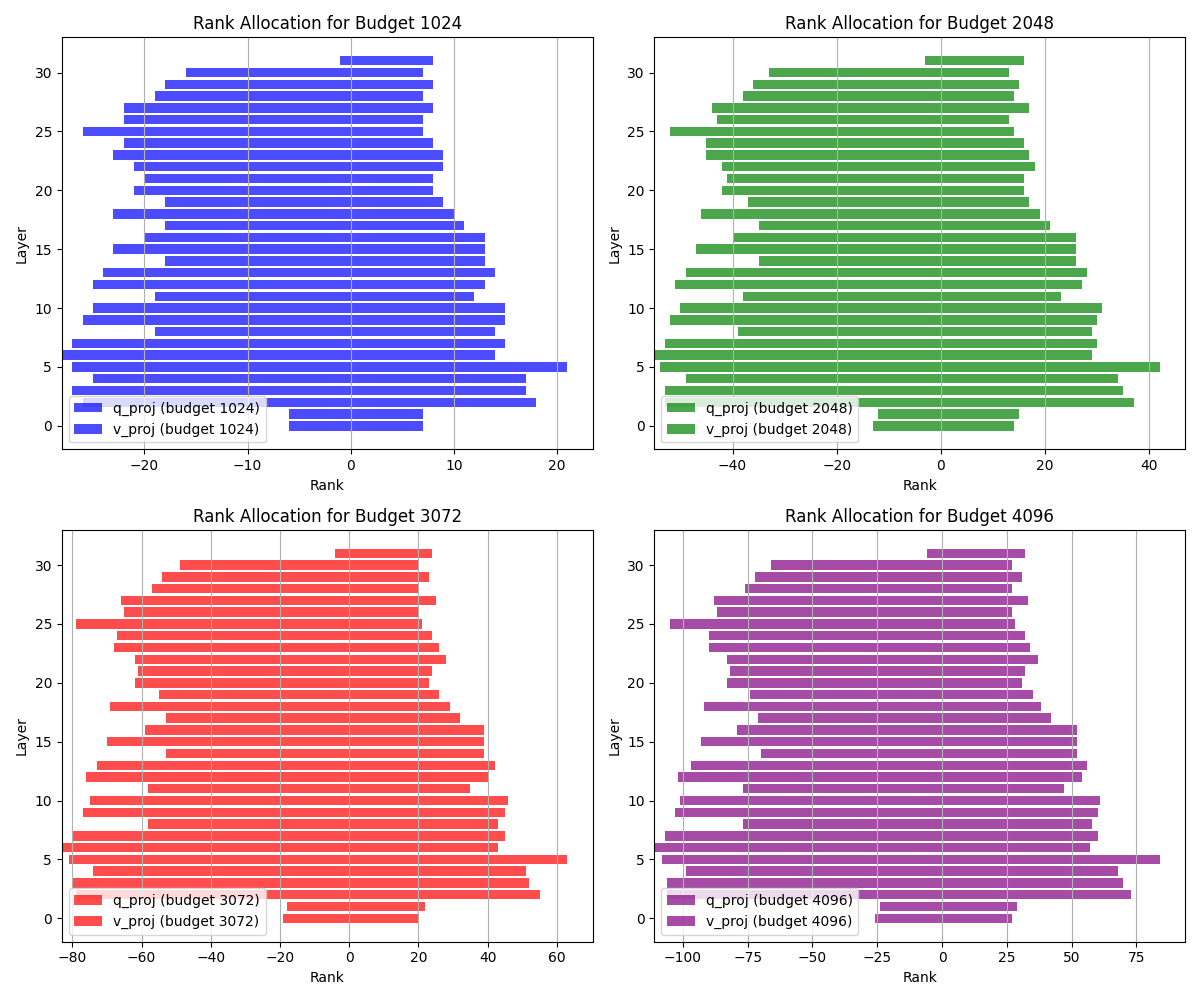 Rank Allocation for Budget 1024
Layer
30
25
20
15
10
5
0
q_proj (budget 1024)
v_proj (budget 1024)
−20
−10
0
10
20
Rank
Rank Allocation for Budget 2048
Layer
30
25
20
15
10
5
0
q_proj (budget 2048)
v_proj (budget 2048)
−40
−20
0
20
40
Rank
Rank Allocation for Budget 3072
Layer
30
25
20
15
10
5
0
q_proj (budget 3072)
v_proj (budget 3072)
−80
−60
−40
−20
0
20
40
60
Rank
Rank Allocation for Budget 4096
Layer
30
25
20
15
10
5
0
q_proj (budget 4096)
v_proj (budget 4096)
−100
−75
−50
−25
0
25
50
75
Rank